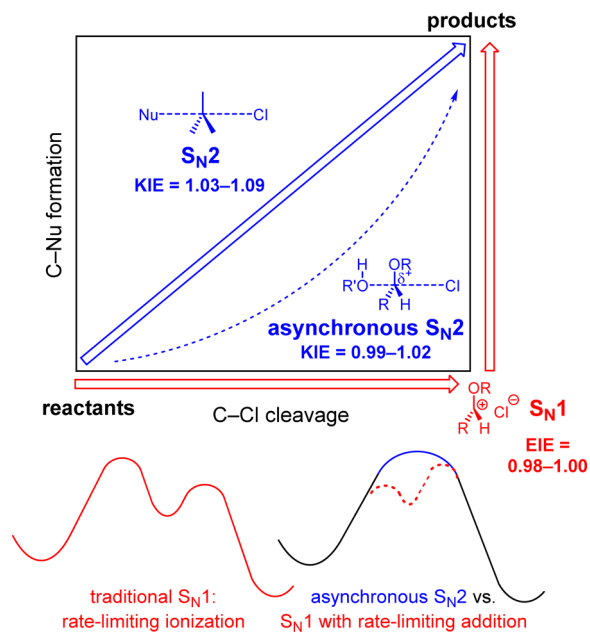 products
C–Nu formation
Nu
Cl
SN2
KIE = 1.03–1.09
H
OR
R'O
δ+
Cl
R
H
asynchronous SN2
KIE = 0.99–1.02
reactants
C–Cl cleavage
OR
⊕
Cl⊖
R
H
SN1
EIE =
0.98–1.00
traditional SN1:
rate-limiting ionization
asynchronous SN2 vs.
SN1 with rate-limiting addition